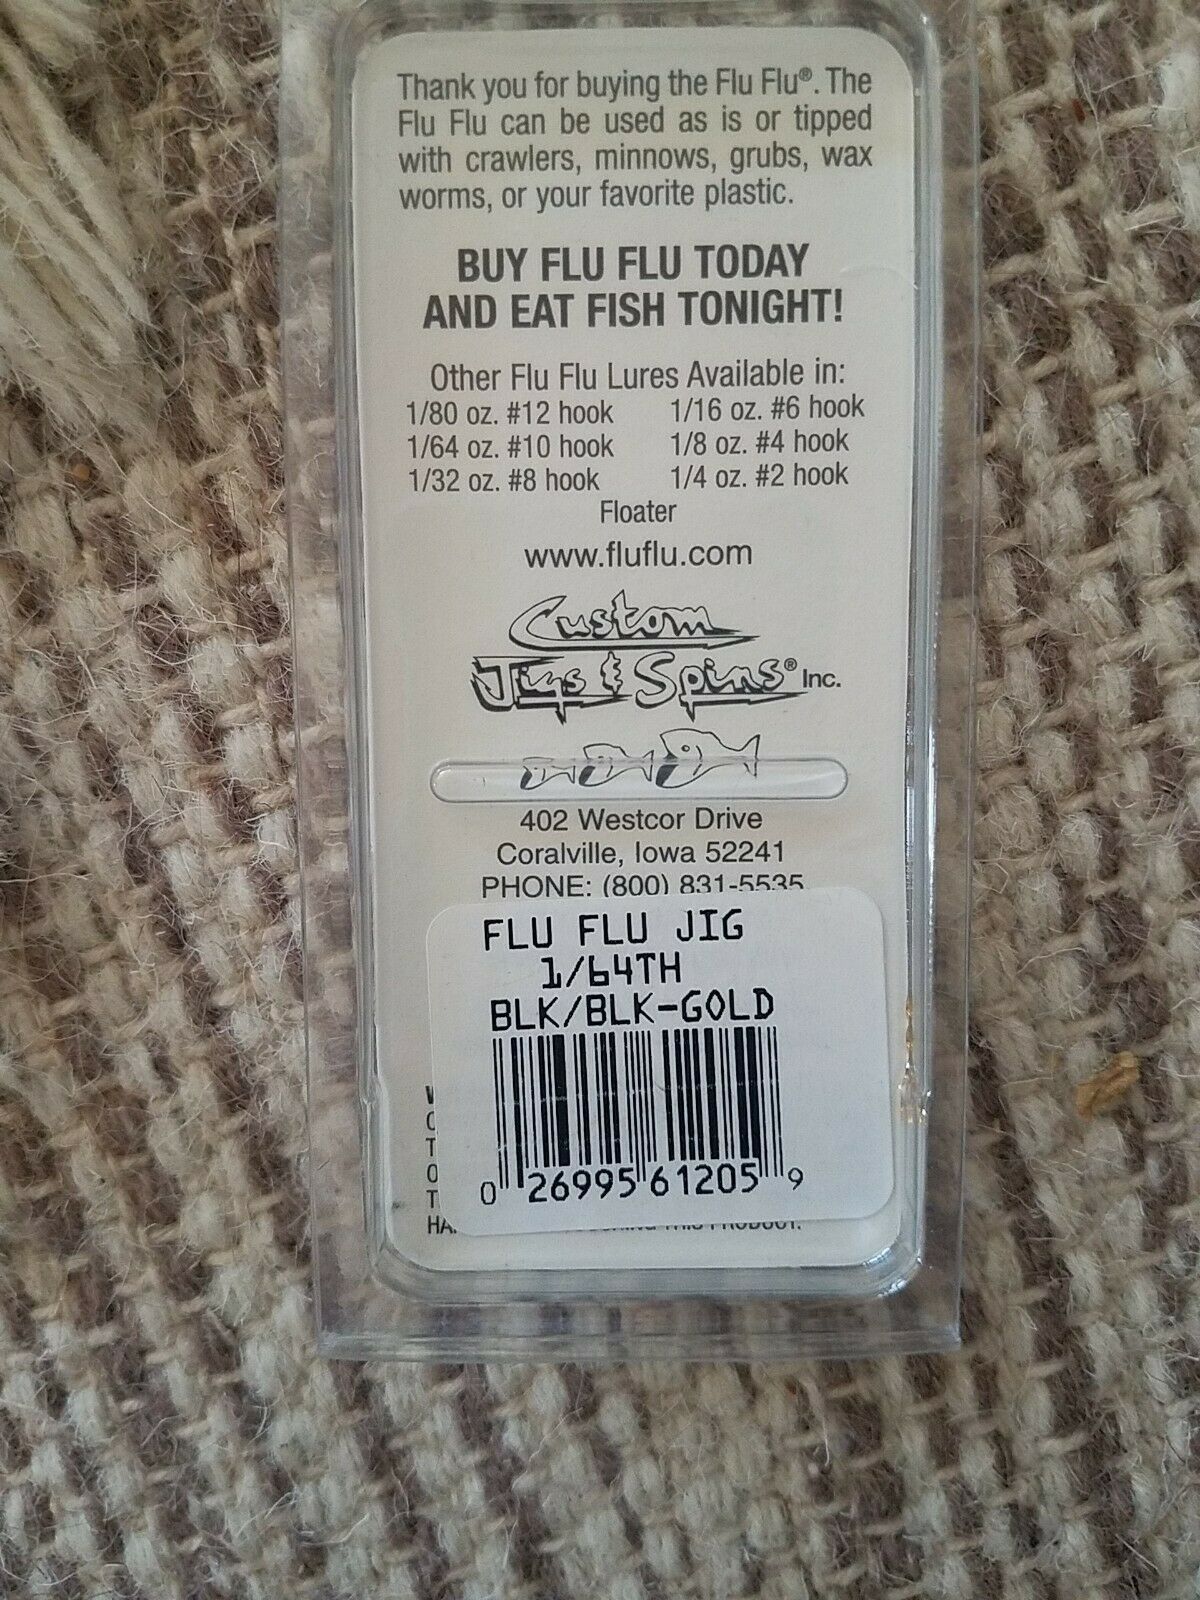 Thank you for buying the Flu Flu®. The
Flu Flu can be used as is or tipped
with crawlers, minnows, grubs, wax
worms, or your favorite plastic.
BUY FLU FLU TODAY
AND EAT FISH TONIGHT!
Other Flu Flu Lures Available in:
1/80 oz. #12 hook 1/16 oz. #6 hook
1/64 oz. #10 hook 1/8 oz. #4 hook
1/32 oz. #8 hook 1/4 oz. #2 hook
Floater
www.fluflu.com
Custom
Jigs & Spins® Inc.
402 Westcor Drive
Coralville, Iowa 52241
PHONE: (800) 831-5535
FLU FLU JIG
1/64TH
BLK/BLK-GOLD
0 26995 61205 9
THIS PRODUCT.